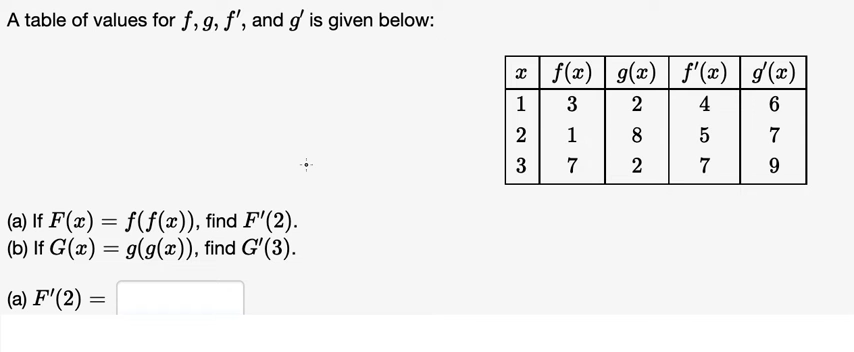 A table of values for f, g, f′, and g′ is given below:
x f(x) g(x) f′(x) g′(x)
1 3 2 4 6
2 1 8 5 7
3 7 2 7 9
(a) If F(x) = f(f(x)), find F′(2).
(b) If G(x) = g(g(x)), find G′(3).
(a) F′(2) =